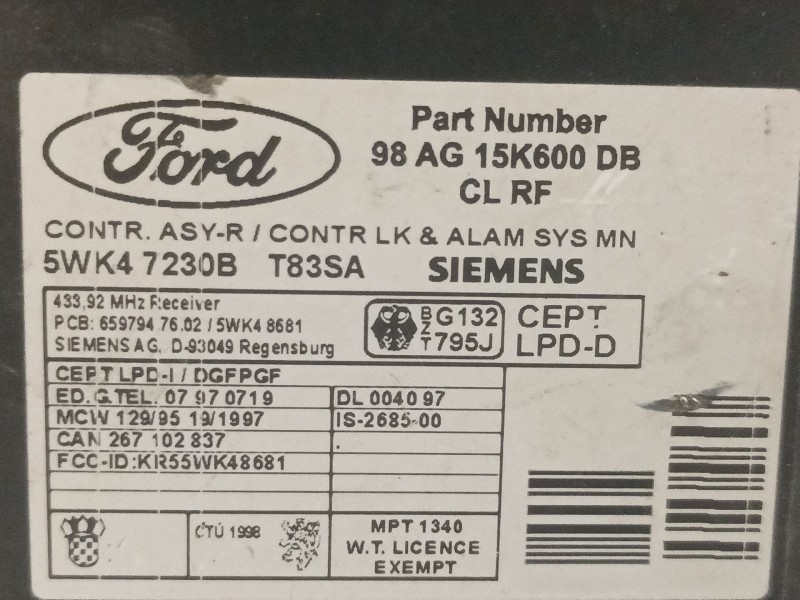 Ford
Part Number
98 AG 15K600 DB
CL RF
CONTR. ASY-R / CONTR LK & ALAM SYS MN
5WK4 7230B T83SA SIEMENS
433,92 MHz Receiver
PCB: 659794 76.02 / 5WK4 8681
SIEMENS AG, D-93049 Regensburg
BZT G132 795J
CEPT LPD-D
CEPT LPD-I / DGFPGF
ED.G.TEL. 07 97 0719 DL 0040 97
MCW 129/95 19/1997 IS-2685-00
CAN 267 102 837
FCC-ID:KR55WK48681
CTÚ 1998
MPT 1340
W.T. LICENCE
EXEMPT